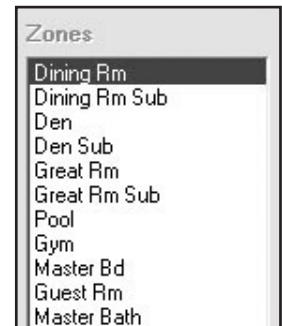 Zones
Dining Rm
Dining Rm Sub
Den
Den Sub
Great Rm
Great Rm Sub
Pool
Gym
Master Bd
Guest Rm
Master Bath